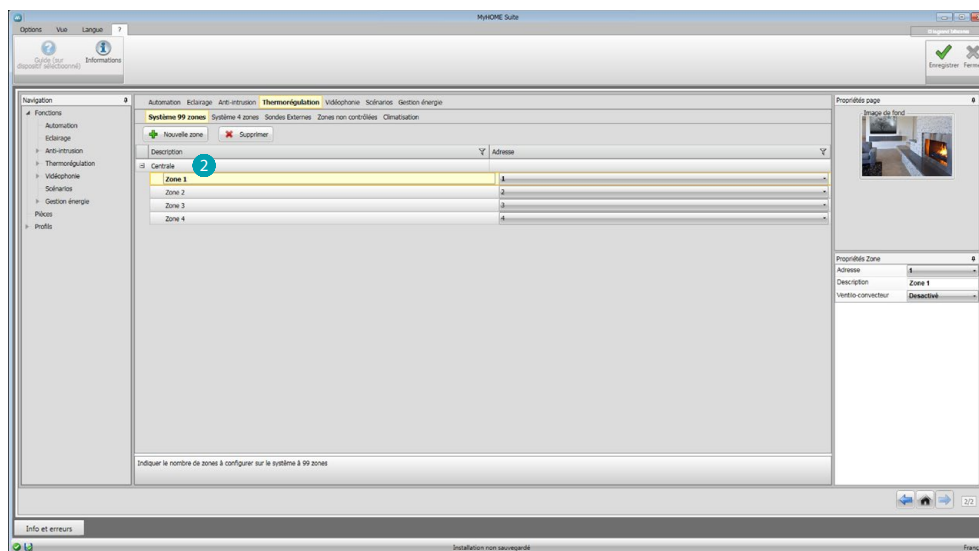 MyHOME Suite
Options Vue Langue ?
Guide (sur dispositif sélectionné)
Informations
Enregistrer Ferme
Navigation
Fonctions
Automation
Eclairage
Anti-intrusion
Thermorégulation
Vidéophonie
Scénarios
Gestion énergie
Pièces
Profils
Automation Eclairage Anti-intrusion Thermorégulation Vidéophonie Scénarios Gestion énergie
Système 99 zones Système 4 zones Sondes Externes Zones non contrôlées Climatisation
Nouvelle zone Supprimer
Description Adresse
Centrale 2
Zone 1 1
Zone 2 2
Zone 3 3
Zone 4 4
Indiquer le nombre de zones à configurer sur le système à 99 zones
Propriétés page
Image de fond
Propriétés Zone
Adresse 1
Description Zone 1
Ventilo-convecteur Desactivé
2/2
Info et erreurs
Installation non sauvegardé
França